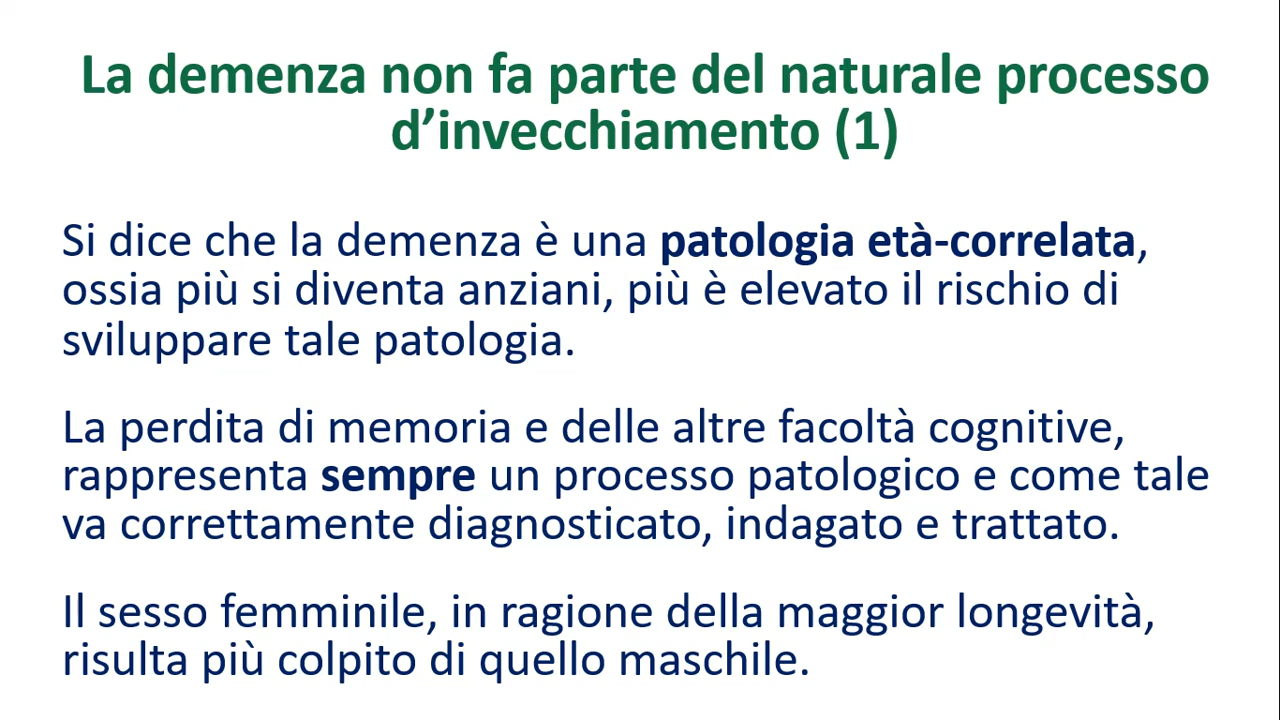 La demenza non fa parte del naturale processo
d’invecchiamento (1)
Si dice che la demenza è una patologia età-correlata,
ossia più si diventa anziani, più è elevato il rischio di
sviluppare tale patologia.
La perdita di memoria e delle altre facoltà cognitive,
rappresenta sempre un processo patologico e come tale
va correttamente diagnosticato, indagato e trattato.
Il sesso femminile, in ragione della maggior longevità,
risulta più colpito di quello maschile.